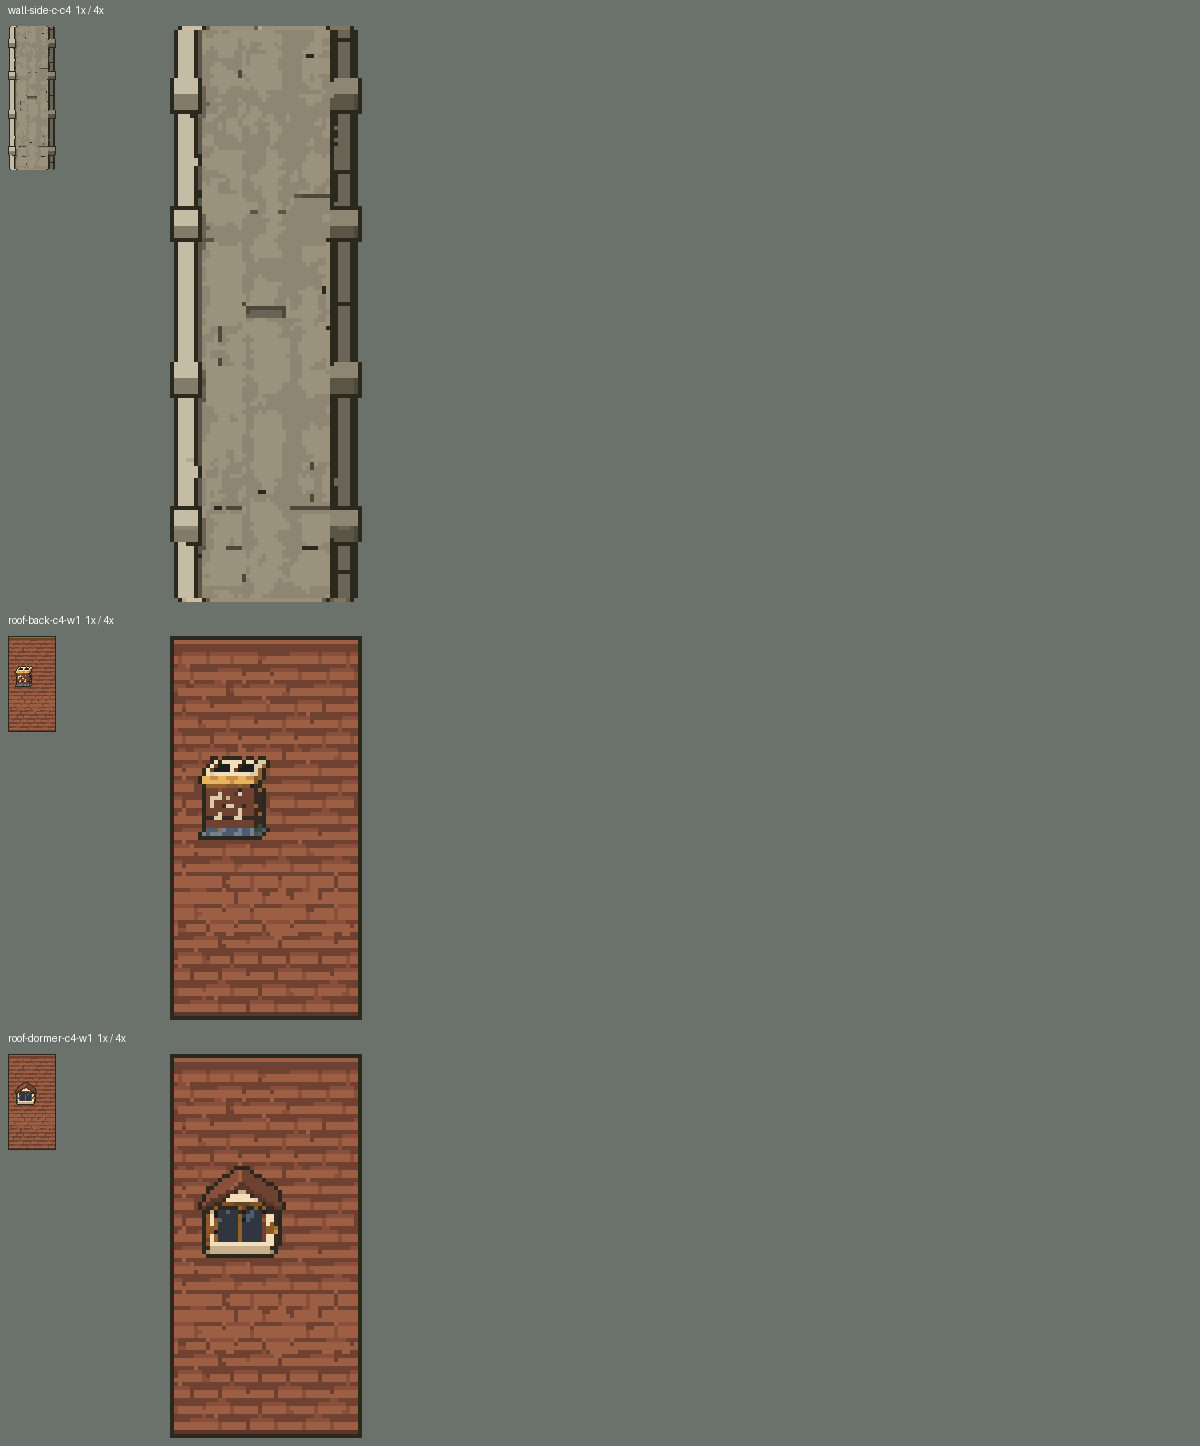 wall-side-c-c4 1x / 4x
roof-back-c4-w1 1x / 4x
roof-dormer-c4-w1 1x / 4x